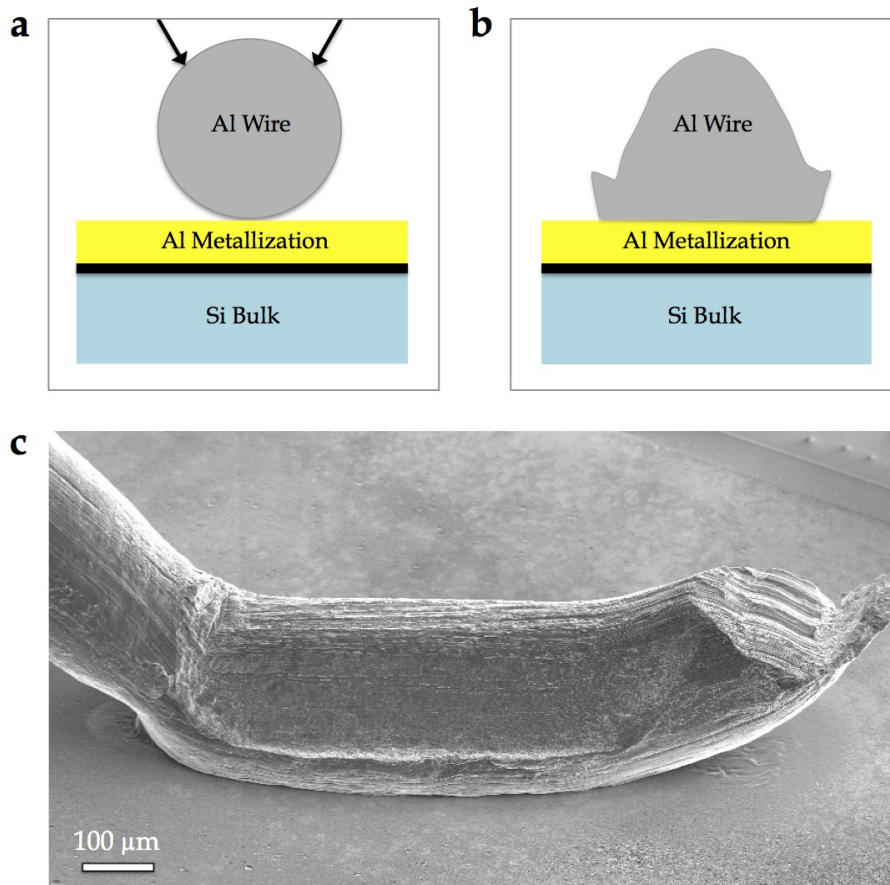 a
b
Al Wire
Al Wire
Al Metallization
Al Metallization
Si Bulk
Si Bulk
c
100 µm